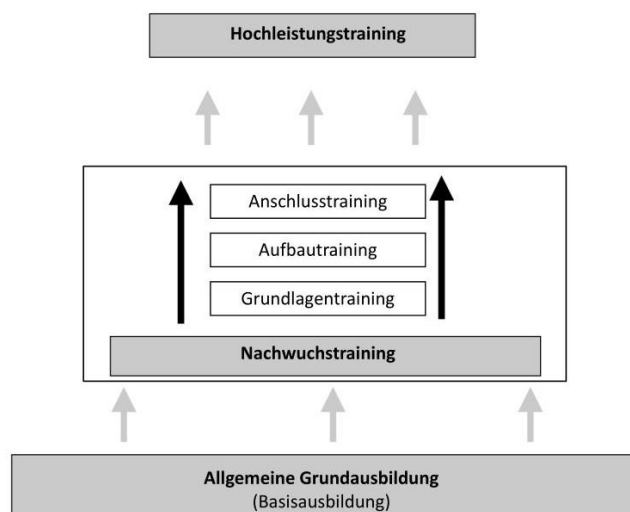 Hochleistungstraining
Anschlusstraining
Aufbautraining
Grundlagentraining
Nachwuchstraining
Allgemeine Grundausbildung
(Basisausbildung)